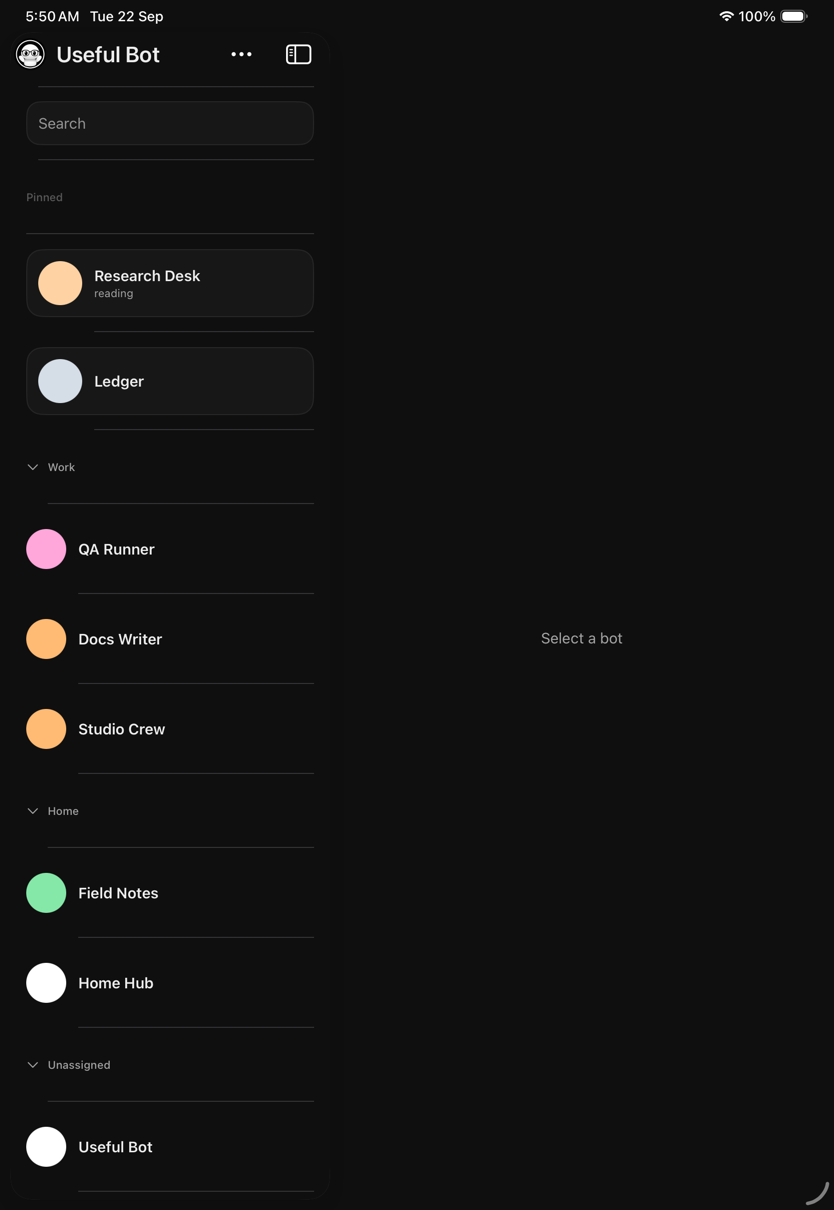 5:50 AM Tue 22 Sep
100%
Useful Bot
Search
Pinned
Research Desk
reading
Ledger
Work
QA Runner
Docs Writer
Studio Crew
Home
Field Notes
Home Hub
Unassigned
Useful Bot
Select a bot